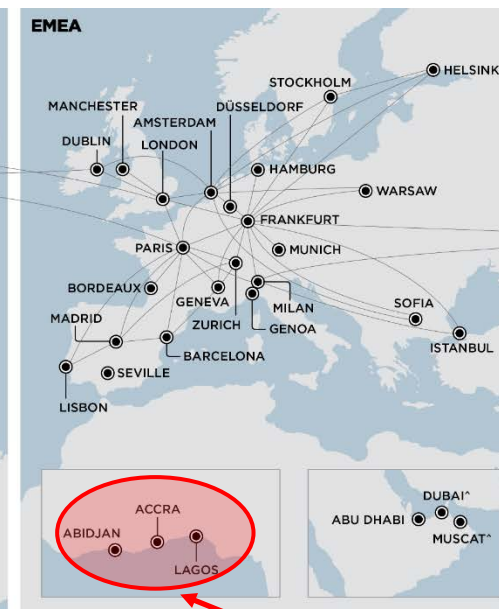 EMEA
HELSINK
STOCKHOLM
MANCHESTER
DÜSSELDORF
AMSTERDAM
DUBLIN
LONDON
HAMBURG
WARSAW
FRANKFURT
PARIS
MUNICH
BORDEAUX
GENEVA
MILAN
SOFIA
MADRID
ZURICH
GENOA
ISTANBUL
BARCELONA
SEVILLE
LISBON
ACCRA
ABIDJAN
LAGOS
DUBAI^
ABU DHABI
MUSCAT^